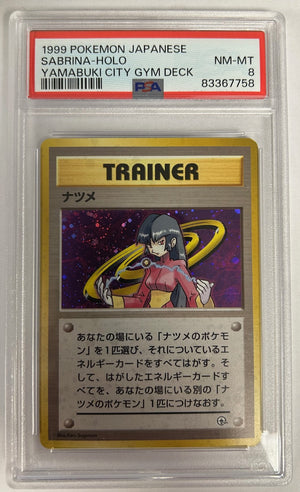 1999 POKEMON JAPANESE
SABRINA-HOLO
YAMABUKI CITY GYM DECK
NM-MT
8
PSA
83367758
TRAINER
ナツメ
あなたの場にいる「ナツメのポケモン
」を1匹選び、それについているエ
ネルギーカードをすべてはがす。そ
して、はがしたエネルギーカードす
べてを、あなたの場にいる別の「ナ
ツメのポケモン」1匹につけなおす。
Illus. Ken Sugimori